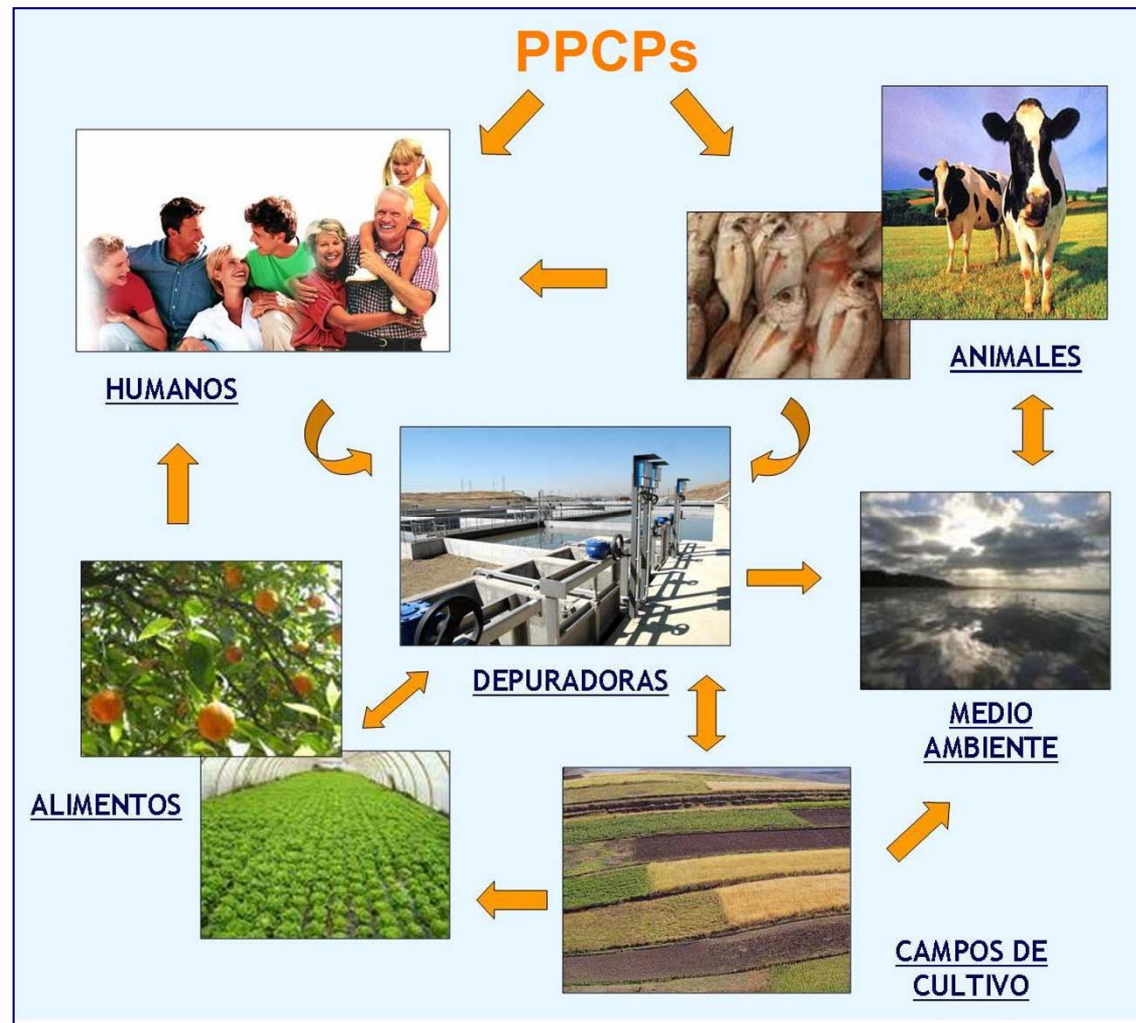 PPCPs
HUMANOS
ANIMALES
DEPURADORAS
MEDIO
AMBIENTE
ALIMENTOS
CAMPOS DE
CULTIVO